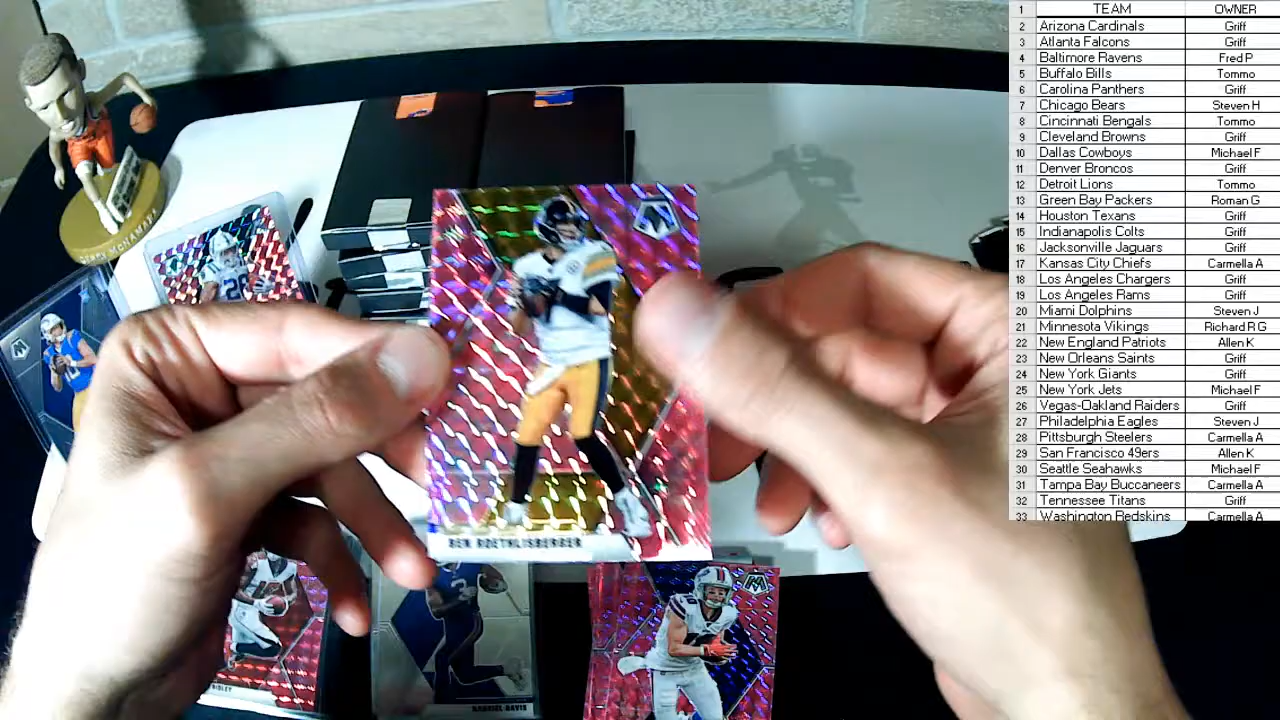 1 TEAM OWNER
2 Arizona Cardinals Griff
3 Atlanta Falcons Griff
4 Baltimore Ravens Fred P
5 Buffalo Bills Tommo
6 Carolina Panthers Griff
7 Chicago Bears Steven H
8 Cincinnati Bengals Tommo
9 Cleveland Browns Griff
10 Dallas Cowboys Michael F
11 Denver Broncos Griff
12 Detroit Lions Tommo
13 Green Bay Packers Roman G
14 Houston Texans Griff
15 Indianapolis Colts Griff
16 Jacksonville Jaguars Griff
17 Kansas City Chiefs Carmella A
18 Los Angeles Chargers Griff
19 Los Angeles Rams Griff
20 Miami Dolphins Steven J
21 Minnesota Vikings Richard R G
22 New England Patriots Allen K
23 New Orleans Saints Griff
24 New York Giants Griff
25 New York Jets Michael F
26 Vegas-Oakland Raiders Griff
27 Philadelphia Eagles Steven J
28 Pittsburgh Steelers Carmella A
29 San Francisco 49ers Allen K
30 Seattle Seahawks Michael F
31 Tampa Bay Buccaneers Carmella A
32 Tennessee Titans Griff
33 Washington Redskins Carmella A
GERRY McNAMARA
BEN ROETHLISBERGER
RIDLEY
GABRIEL DAVIS